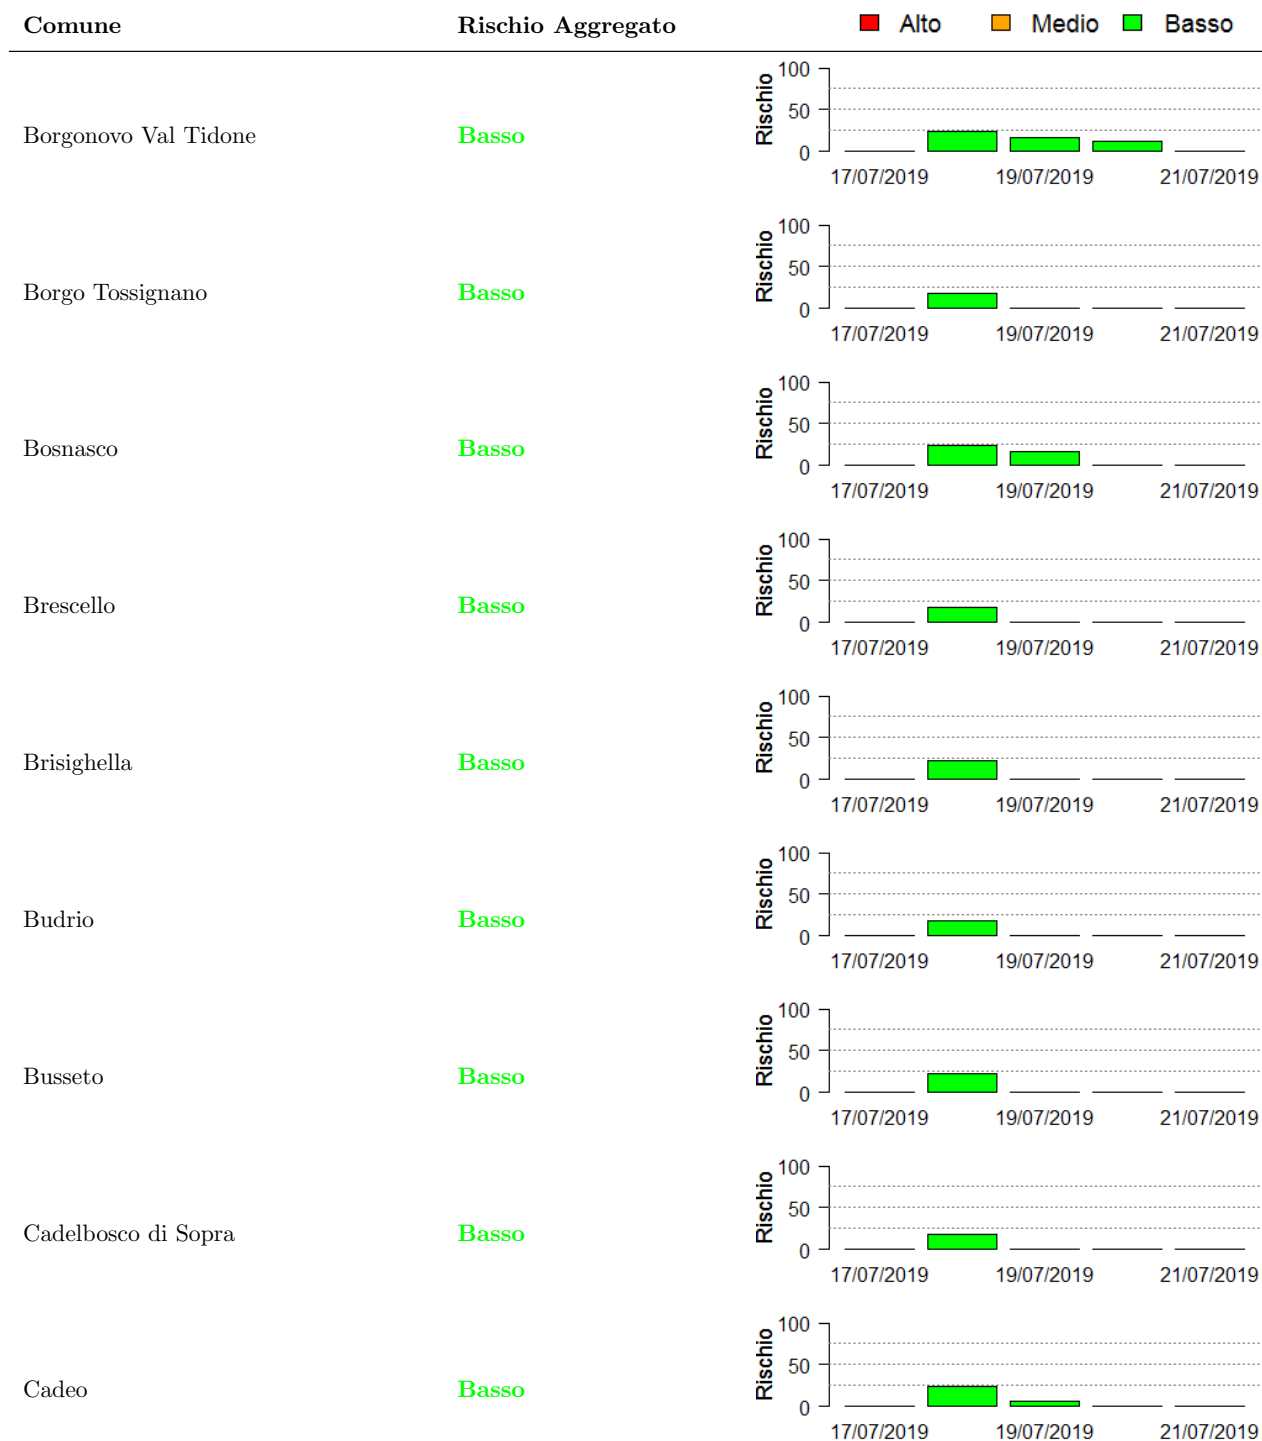 Comune Rischio Aggregato Alto Medio Basso
Borgonovo Val Tidone Basso Rischio 100 50 0
17/07/2019 19/07/2019 21/07/2019
Borgo Tossignano Basso Rischio 100 50 0
17/07/2019 19/07/2019 21/07/2019
Bosnasco Basso Rischio 100 50 0
17/07/2019 19/07/2019 21/07/2019
Brescello Basso Rischio 100 50 0
17/07/2019 19/07/2019 21/07/2019
Brisighella Basso Rischio 100 50 0
17/07/2019 19/07/2019 21/07/2019
Budrio Basso Rischio 100 50 0
17/07/2019 19/07/2019 21/07/2019
Busseto Basso Rischio 100 50 0
17/07/2019 19/07/2019 21/07/2019
Cadelbosco di Sopra Basso Rischio 100 50 0
17/07/2019 19/07/2019 21/07/2019
Cadeo Basso Rischio 100 50 0
17/07/2019 19/07/2019 21/07/2019